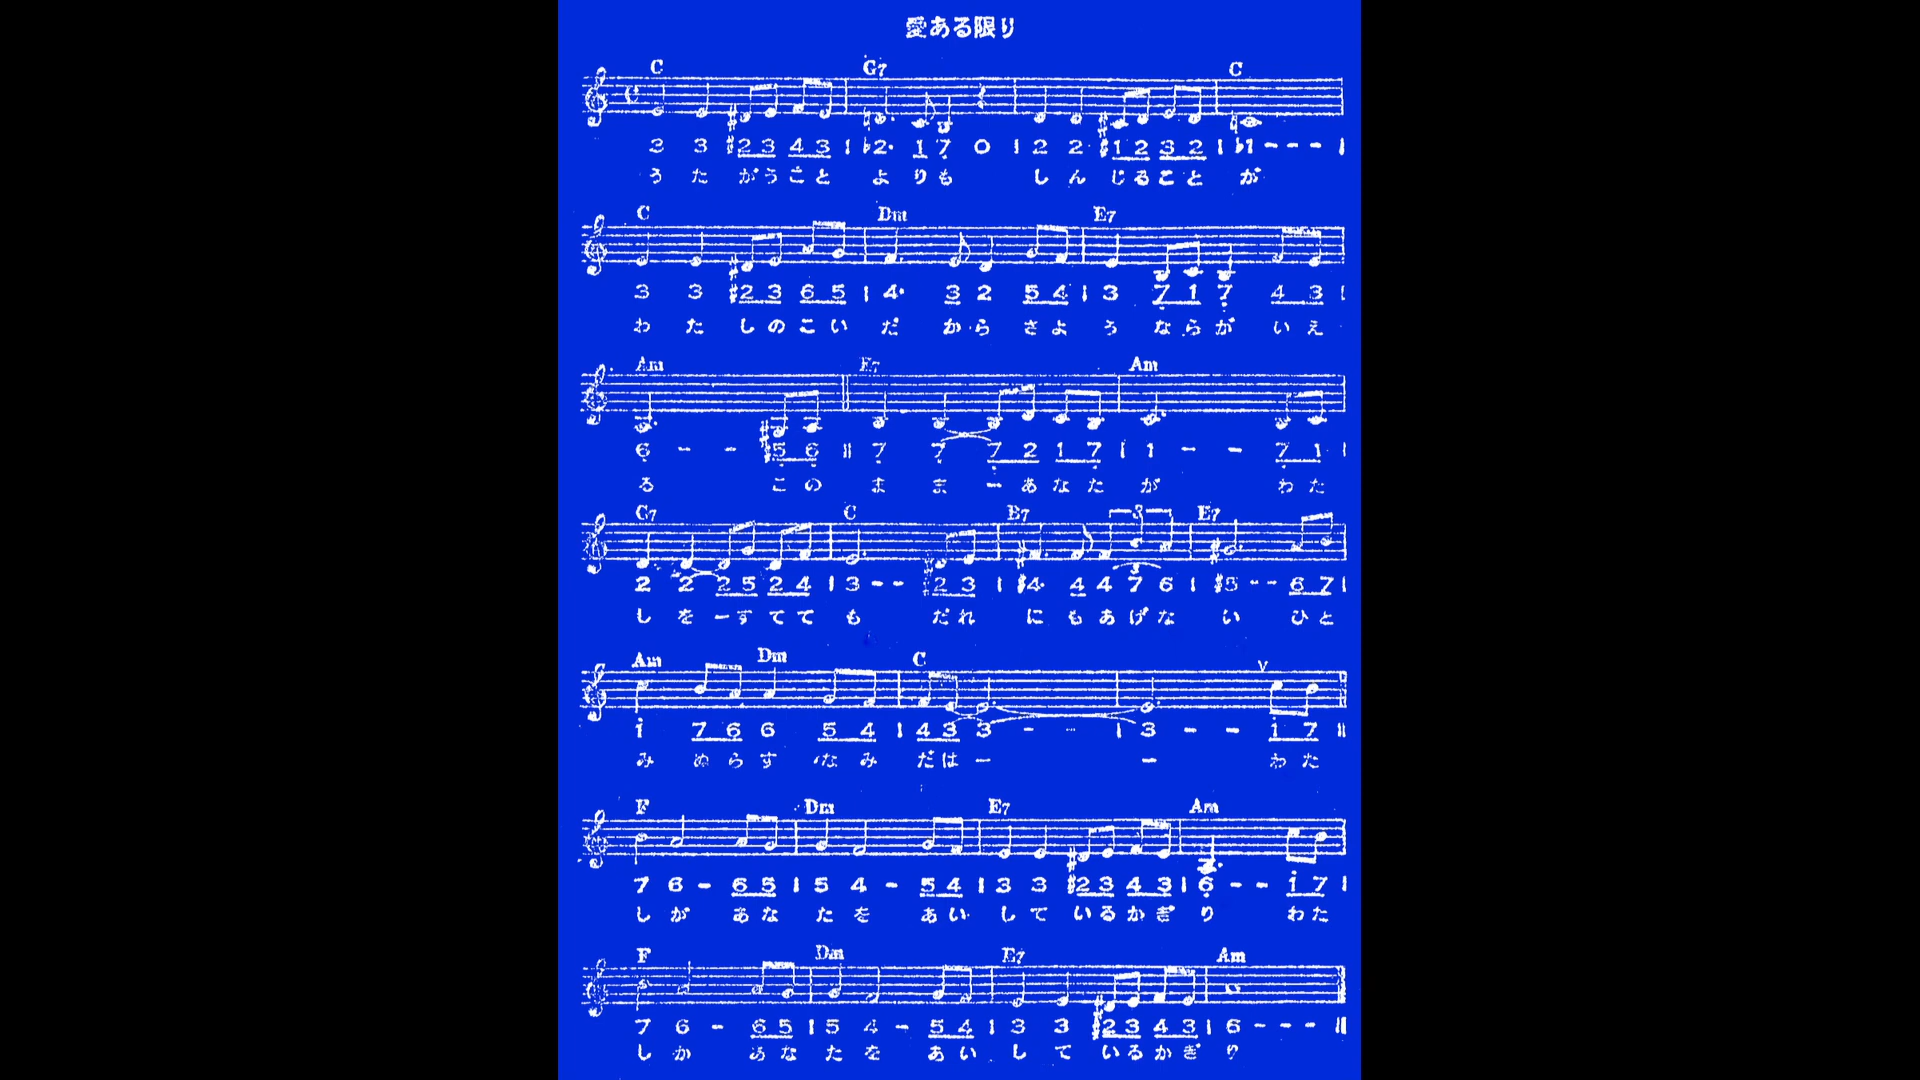 愛ある限り
C G7 C
3 3 #2 3 4 3 | ♭2· 1 7 0 | 2 2 #1 2 3 2 | ♭1 - - - |
う た が う こ と よ り も し ん じ る こ と が
C Dm E7
3 3 #2 3 6 5 | 4· 3 2 5 4 | 3 7 1 7 4 3 |
わ た し の こ い だ か ら さ よ う な ら が い え
Am E7 Am
6 - - #5 6 || 7 7 7 2 1 7 | 1 - - 7 1 |
る こ の ま ま ー あ な た が わ た
G7 C B7 3 E7
2 2 2 5 2 4 | 3 - - #2 3 | #4· 4 4 7 6 | #5 - - 6 7 |
3
し を ー す て て も だ れ に も あ げ な い ひ と
Am Dm C V
i 7 6 6 5 4 | 4 3 3 - - | 3 - - i 7 ||
み ぬ ら す な み だ は ー ー わ た
F Dm E7 Am
7 6 - 6 5 | 5 4 - 5 4 | 3 3 #2 3 4 3 | 6 - - i 7 |
し が あ な た を あ い し て い る か ぎ り わ た
F Dm E7 Am
7 6 - 6 5 | 5 4 - 5 4 | 3 3 #2 3 4 3 | 6 - - - ||
し か あ な た を あ い し て い る か ぎ り